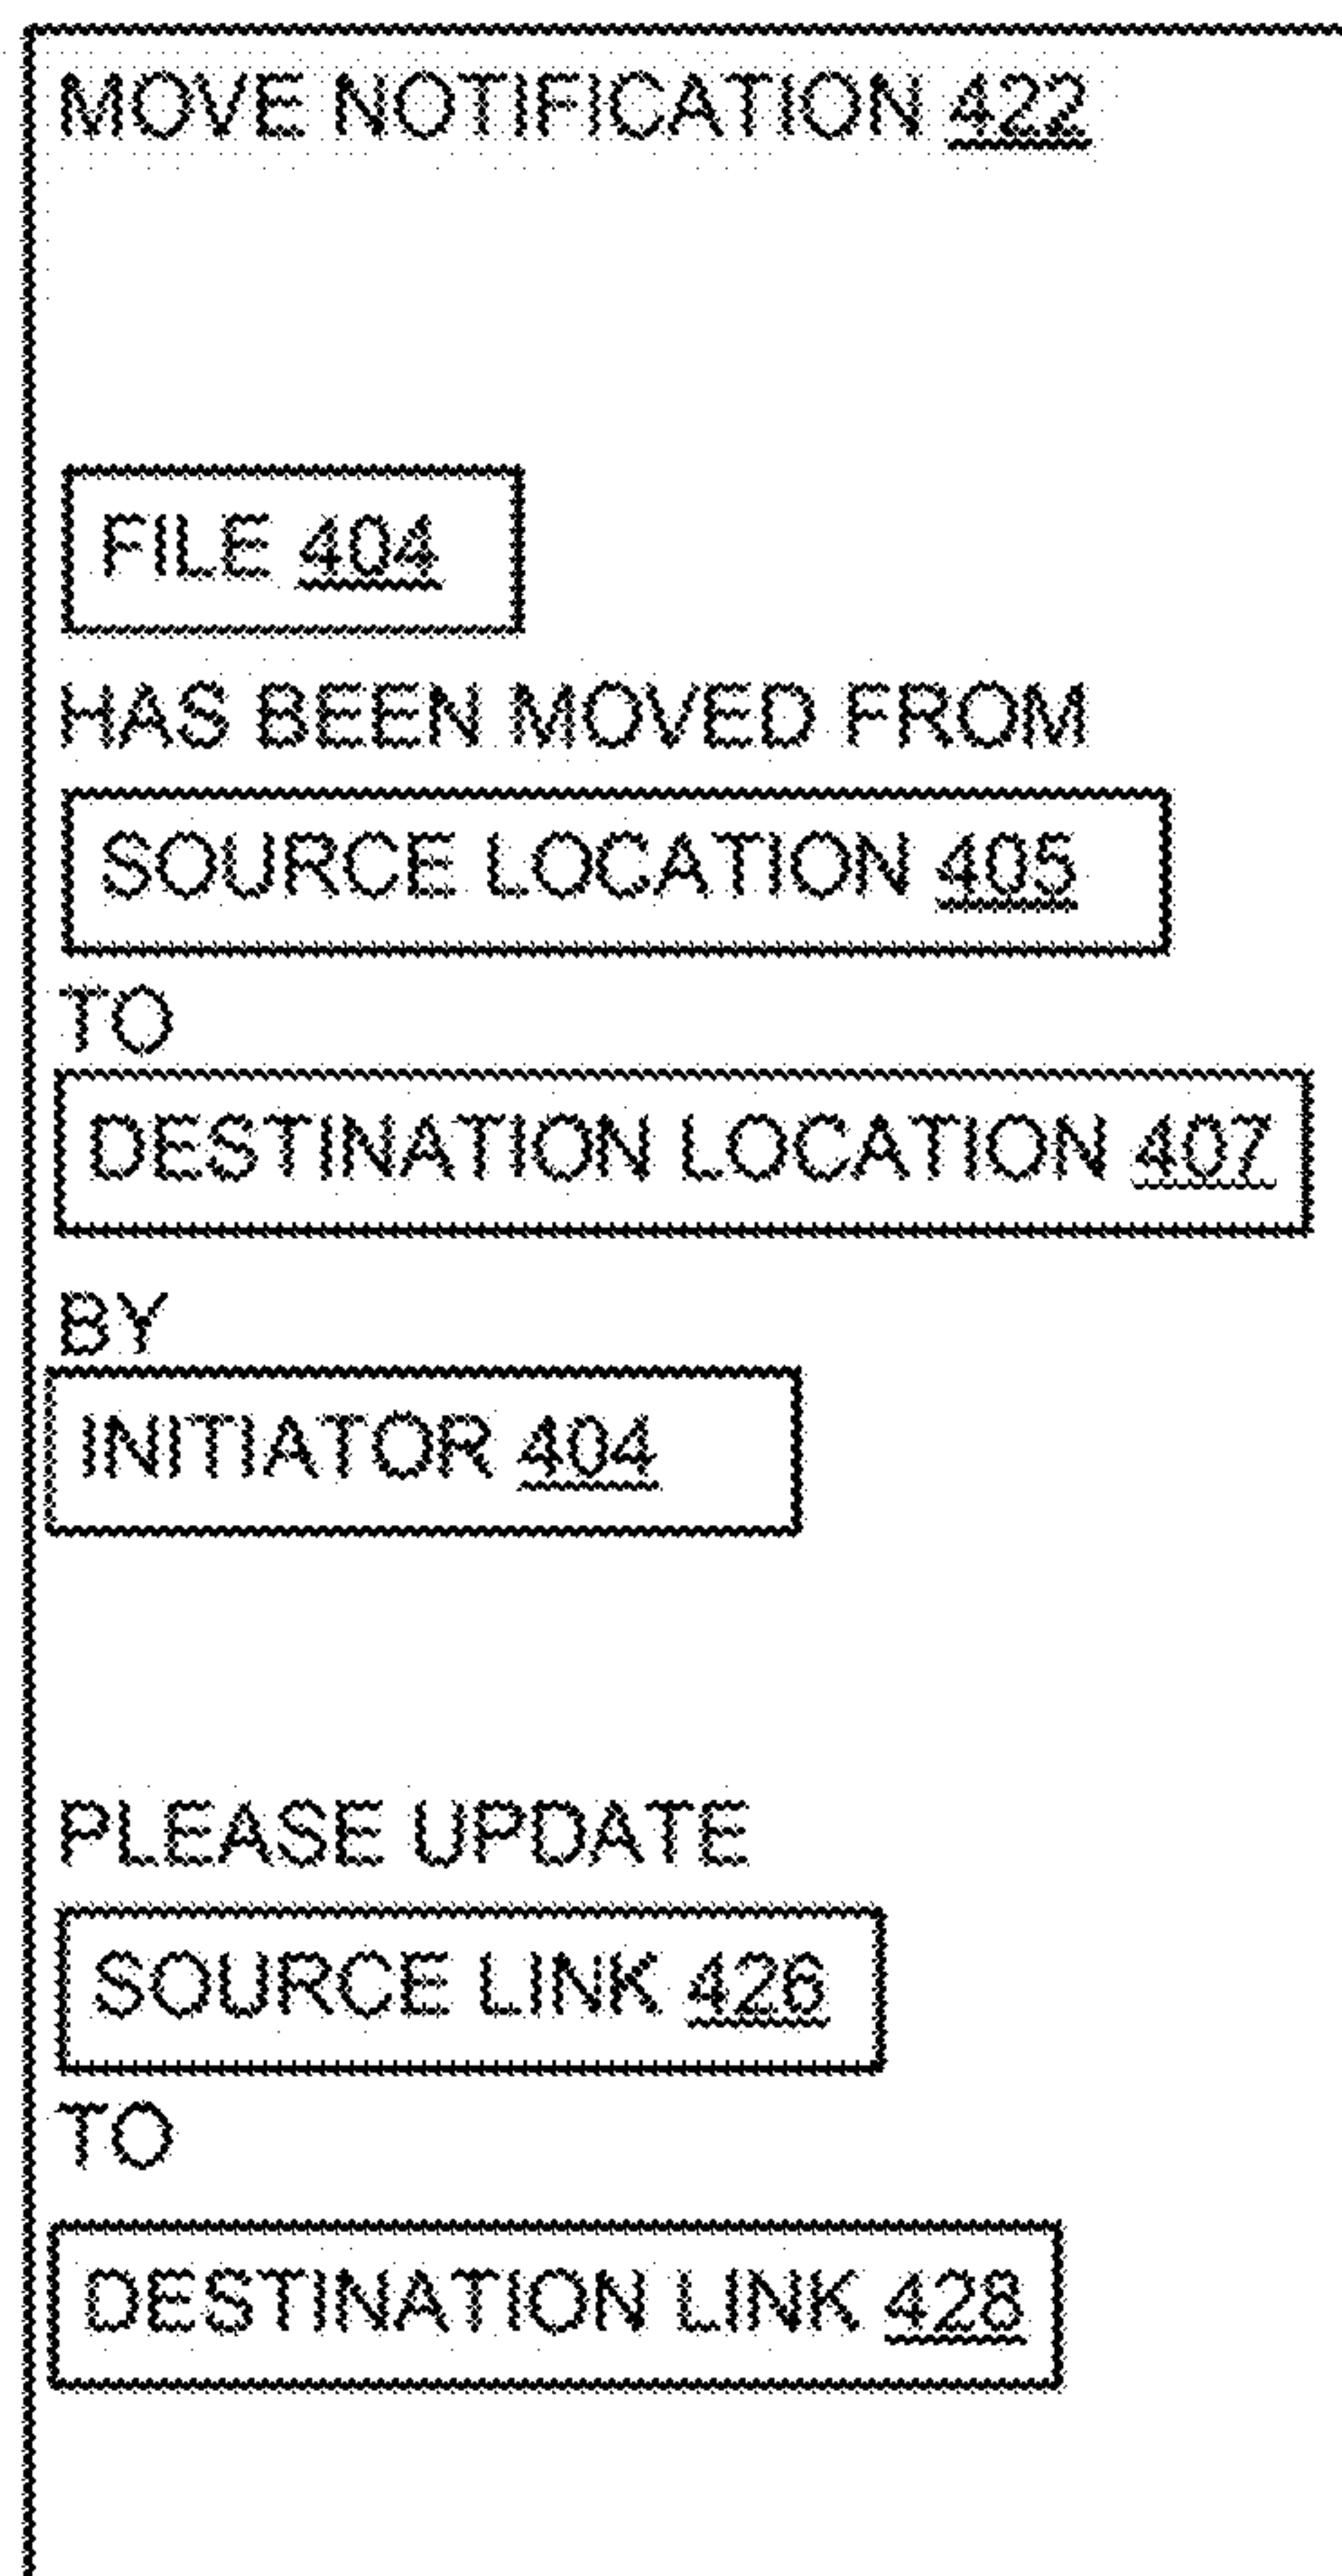 MOVE NOTIFICATION 422
FILE 404
HAS BEEN MOVED FROM
SOURCE LOCATION 405
TO
DESTINATION LOCATION 407
BY
INITIATOR 404
PLEASE UPDATE
SOURCE LINK 426
TO
DESTINATION LINK 428